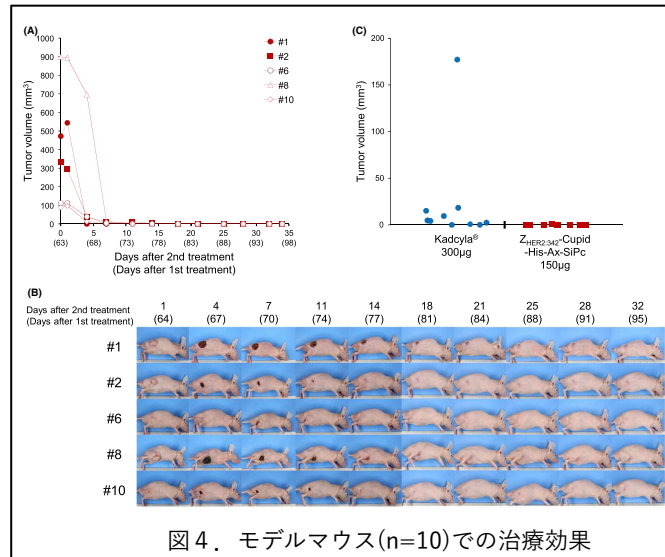 (A)
Tumor volume (mm³)
1000
900
800
700
600
500
400
300
200
100
0
0
(63)
5
(68)
10
(73)
15
(78)
20
(83)
25
(88)
30
(93)
35
(98)
Days after 2nd treatment
(Days after 1st treatment)
#1
#2
#6
#8
#10
(C)
Tumor volume (mm³)
200
150
100
50
0
Kadcyla®
300μg
Z_HER2:342-Cupid
-His-Ax-SiPc
150μg
(B)
Days after 2nd treatment 1 4 7 11 14 18 21 25 28 32
(Days after 1st treatment) (64) (67) (70) (74) (77) (81) (84) (88) (91) (95)
#1
#2
#6
#8
#10
図４．モデルマウス(n=10)での治療効果